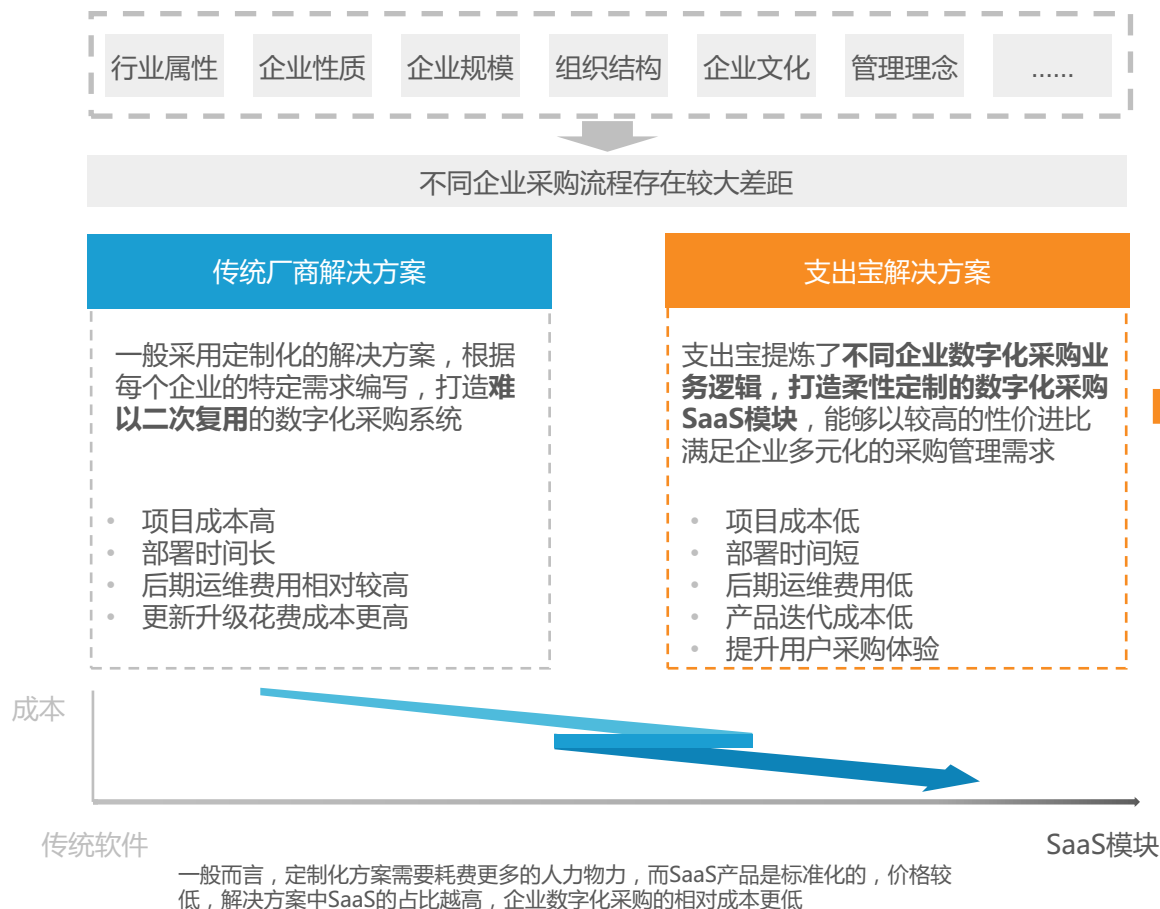 行业属性 企业性质 企业规模 组织结构 企业文化 管理理念 ......
不同企业采购流程存在较大差距
传统厂商解决方案
一般采用定制化的解决方案，根据
每个企业的特定需求编写，打造难
以二次复用的数字化采购系统
• 项目成本高
• 部署时间长
• 后期运维费用相对较高
• 更新升级花费成本更高
支出宝解决方案
支出宝提炼了不同企业数字化采购业
务逻辑，打造柔性定制的数字化采购
SaaS模块，能够以较高的性价进比
满足企业多元化的采购管理需求
• 项目成本低
• 部署时间短
• 后期运维费用低
• 产品迭代成本低
• 提升用户采购体验
成本
传统软件
SaaS模块
一般而言，定制化方案需要耗费更多的人力物力，而SaaS产品是标准化的，价格较
低，解决方案中SaaS的占比越高，企业数字化采购的相对成本更低